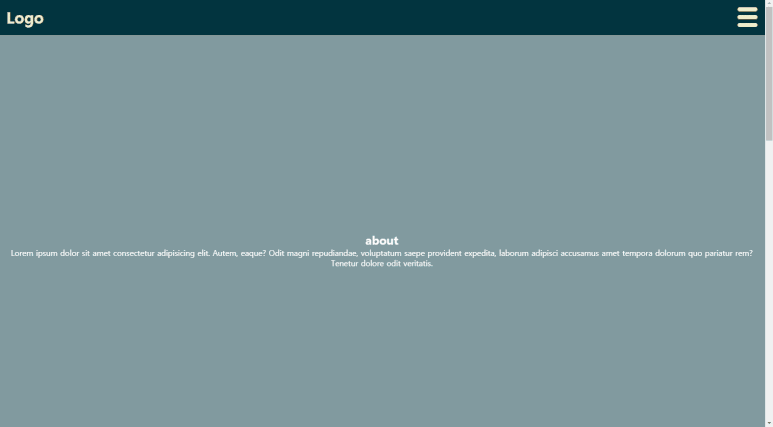 Logo
about
Lorem ipsum dolor sit amet consectetur adipisicing elit. Autem, eaque? Odit magni repudiandae, voluptatum saepe provident expedita, laborum adipisci accusamus amet tempora dolorum quo pariatur rem?
Tenetur dolore odit veritatis.